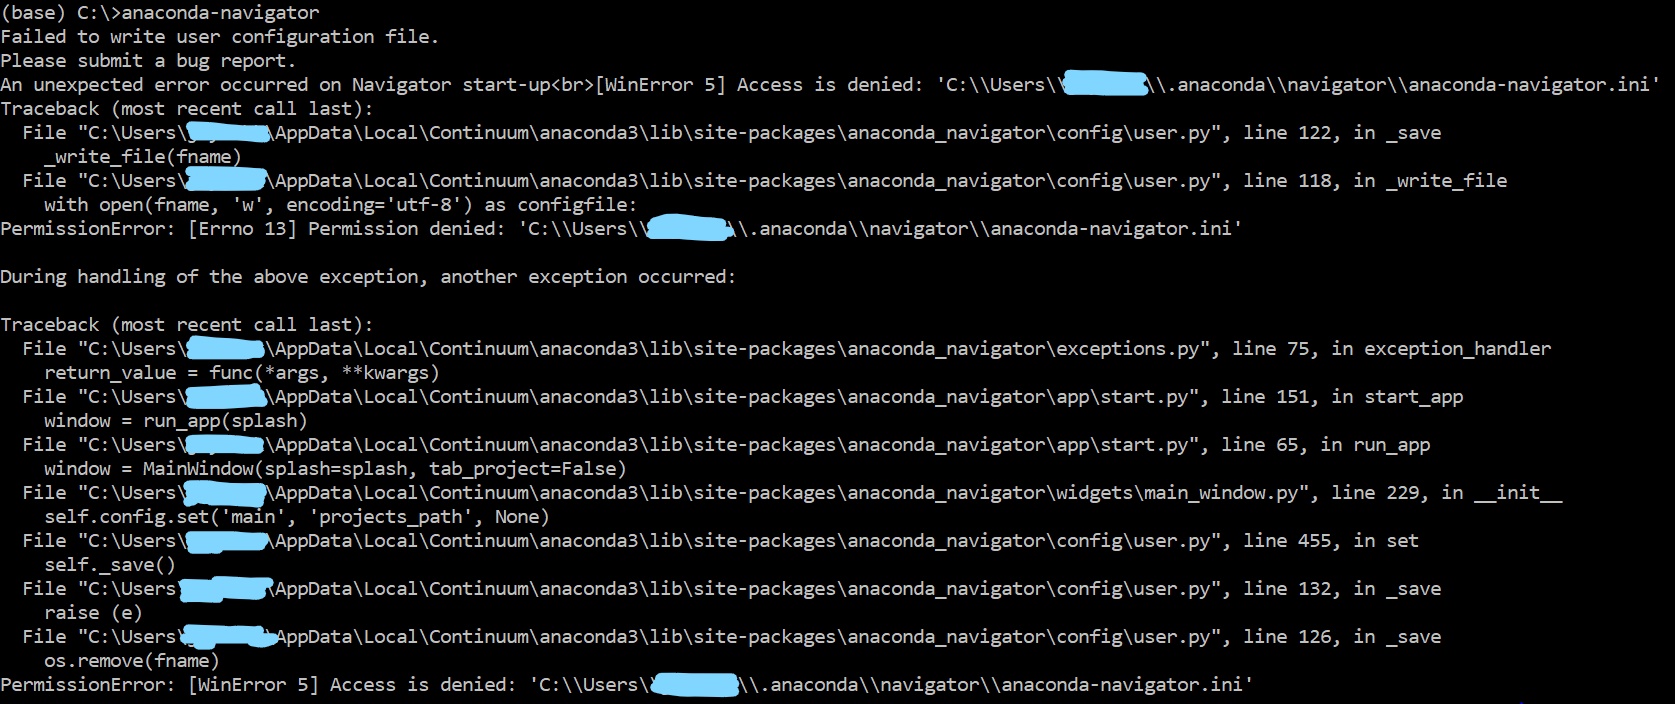 (base) C:\>anaconda-navigator
Failed to write user configuration file.
Please submit a bug report.
An unexpected error occurred on Navigator start-up<br>[WinError 5] Access is denied: 'C:\\Users\\ \\.anaconda\\navigator\\anaconda-navigator.ini'
Traceback (most recent call last):
  File "C:\Users\ \AppData\Local\Continuum\anaconda3\lib\site-packages\anaconda_navigator\config\user.py", line 122, in _save
    _write_file(fname)
  File "C:\Users\ \AppData\Local\Continuum\anaconda3\lib\site-packages\anaconda_navigator\config\user.py", line 118, in _write_file
    with open(fname, 'w', encoding='utf-8') as configfile:
PermissionError: [Errno 13] Permission denied: 'C:\\Users\\ \\.anaconda\\navigator\\anaconda-navigator.ini'
During handling of the above exception, another exception occurred:
Traceback (most recent call last):
  File "C:\Users\ \AppData\Local\Continuum\anaconda3\lib\site-packages\anaconda_navigator\exceptions.py", line 75, in exception_handler
    return_value = func(*args, **kwargs)
  File "C:\Users\ \AppData\Local\Continuum\anaconda3\lib\site-packages\anaconda_navigator\app\start.py", line 151, in start_app
    window = run_app(splash)
  File "C:\Users\ \AppData\Local\Continuum\anaconda3\lib\site-packages\anaconda_navigator\app\start.py", line 65, in run_app
    window = MainWindow(splash=splash, tab_project=False)
  File "C:\Users\ \AppData\Local\Continuum\anaconda3\lib\site-packages\anaconda_navigator\widgets\main_window.py", line 229, in __init__
    self.config.set('main', 'projects_path', None)
  File "C:\Users\ \AppData\Local\Continuum\anaconda3\lib\site-packages\anaconda_navigator\config\user.py", line 455, in set
    self._save()
  File "C:\Users \AppData\Local\Continuum\anaconda3\lib\site-packages\anaconda_navigator\config\user.py", line 132, in _save
    raise (e)
  File "C:\Users AppData\Local\Continuum\anaconda3\lib\site-packages\anaconda_navigator\config\user.py", line 126, in _save
    os.remove(fname)
PermissionError: [WinError 5] Access is denied: 'C:\\Users\\ \\.anaconda\\navigator\\anaconda-navigator.ini'